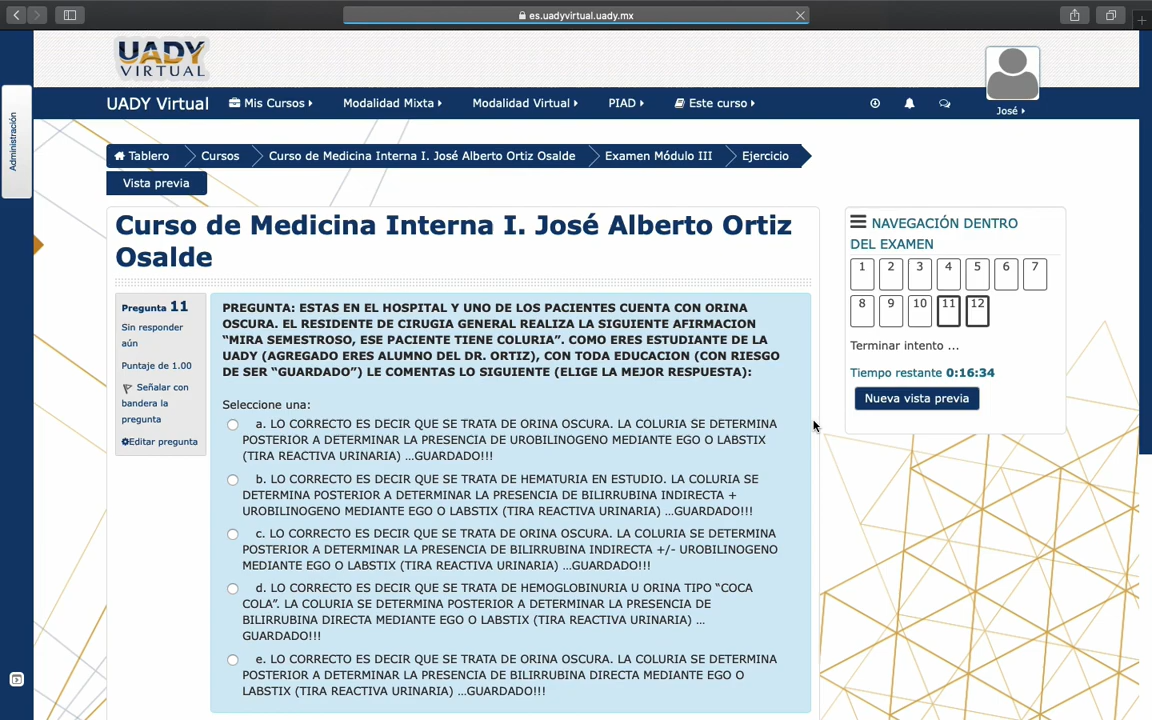 es.uadyvirtual.uady.mx
UADY
VIRTUAL
UADY Virtual
Mis Cursos
Modalidad Mixta
Modalidad Virtual
PIAD
Este curso
José
Administración
Tablero
Cursos
Curso de Medicina Interna I. José Alberto Ortiz Osalde
Examen Módulo III
Ejercicio
Vista previa
Curso de Medicina Interna I. José Alberto Ortiz
Osalde
Pregunta 11
Sin responder
aún
Puntaje de 1.00
Señalar con
bandera la
pregunta
Editar pregunta
PREGUNTA: ESTAS EN EL HOSPITAL Y UNO DE LOS PACIENTES CUENTA CON ORINA
OSCURA. EL RESIDENTE DE CIRUGIA GENERAL REALIZA LA SIGUIENTE AFIRMACION
“MIRA SEMESTROSO, ESE PACIENTE TIENE COLURIA”. COMO ERES ESTUDIANTE DE LA
UADY (AGREGADO ERES ALUMNO DEL DR. ORTIZ), CON TODA EDUCACION (CON RIESGO
DE SER “GUARDADO”) LE COMENTAS LO SIGUIENTE (ELIGE LA MEJOR RESPUESTA):
Seleccione una:
a. LO CORRECTO ES DECIR QUE SE TRATA DE ORINA OSCURA. LA COLURIA SE DETERMINA
POSTERIOR A DETERMINAR LA PRESENCIA DE UROBILINOGENO MEDIANTE EGO O LABSTIX
(TIRA REACTIVA URINARIA) ...GUARDADO!!!
b. LO CORRECTO ES DECIR QUE SE TRATA DE HEMATURIA EN ESTUDIO. LA COLURIA SE
DETERMINA POSTERIOR A DETERMINAR LA PRESENCIA DE BILIRRUBINA INDIRECTA +
UROBILINOGENO MEDIANTE EGO O LABSTIX (TIRA REACTIVA URINARIA) ...GUARDADO!!!
c. LO CORRECTO ES DECIR QUE SE TRATA DE ORINA OSCURA. LA COLURIA SE DETERMINA
POSTERIOR A DETERMINAR LA PRESENCIA DE BILIRRUBINA INDIRECTA +/- UROBILINOGENO
MEDIANTE EGO O LABSTIX (TIRA REACTIVA URINARIA) ...GUARDADO!!!
d. LO CORRECTO ES DECIR QUE SE TRATA DE HEMOGLOBINURIA U ORINA TIPO “COCA
COLA”. LA COLURIA SE DETERMINA POSTERIOR A DETERMINAR LA PRESENCIA DE
BILIRRUBINA DIRECTA MEDIANTE EGO O LABSTIX (TIRA REACTIVA URINARIA) ...
GUARDADO!!!
e. LO CORRECTO ES DECIR QUE SE TRATA DE ORINA OSCURA. LA COLURIA SE DETERMINA
POSTERIOR A DETERMINAR LA PRESENCIA DE BILIRRUBINA DIRECTA MEDIANTE EGO O
LABSTIX (TIRA REACTIVA URINARIA) ...GUARDADO!!!
NAVEGACIÓN DENTRO
DEL EXAMEN
1 2 3 4 5 6 7
8 9 10 11 12
Terminar intento ...
Tiempo restante 0:16:34
Nueva vista previa